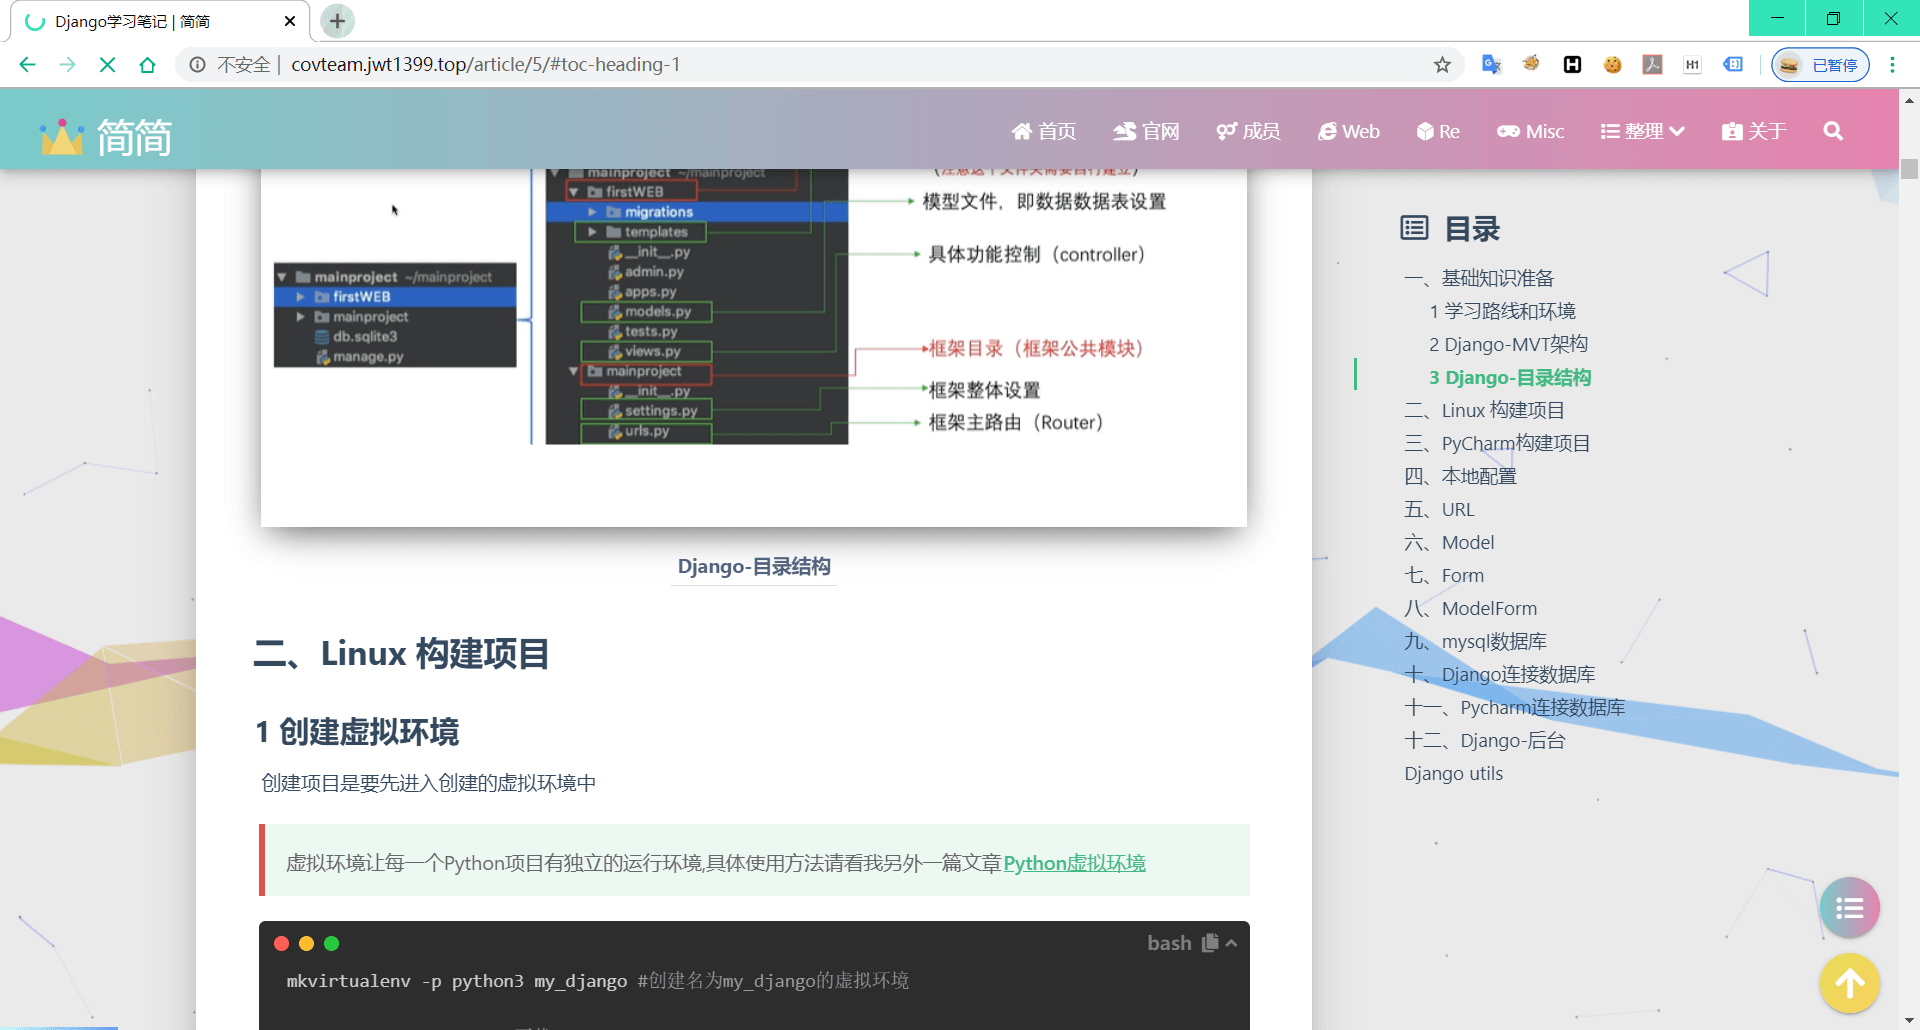 Django学习笔记 | 简简
不安全 | covteam.jwt1399.top/article/5/#toc-heading-1
H1
已暂停
简简
首页 官网 成员 Web Re Misc 整理 关于
mainproject ~/mainproject
firstWEB
migrations
templates
__init__.py
admin.py
apps.py
models.py
tests.py
views.py
mainproject
__init__.py
settings.py
urls.py
mainproject ~/mainproject
firstWEB
mainproject
db.sqlite3
manage.py
(注意这个文件夹需要自行建立)
模型文件，即数据数据表设置
具体功能控制（controller）
框架目录（框架公共模块）
框架整体设置
框架主路由（Router）
Django-目录结构
二、Linux 构建项目
1 创建虚拟环境
创建项目是要先进入创建的虚拟环境中
虚拟环境让每一个Python项目有独立的运行环境,具体使用方法请看我另外一篇文章Python虚拟环境
bash
mkvirtualenv -p python3 my_django #创建名为my_django的虚拟环境
目录
一、基础知识准备
1 学习路线和环境
2 Django-MVT架构
3 Django-目录结构
二、Linux 构建项目
三、PyCharm构建项目
四、本地配置
五、URL
六、Model
七、Form
八、ModelForm
九、mysql数据库
十、Django连接数据库
十一、Pycharm连接数据库
十二、Django-后台
Django utils